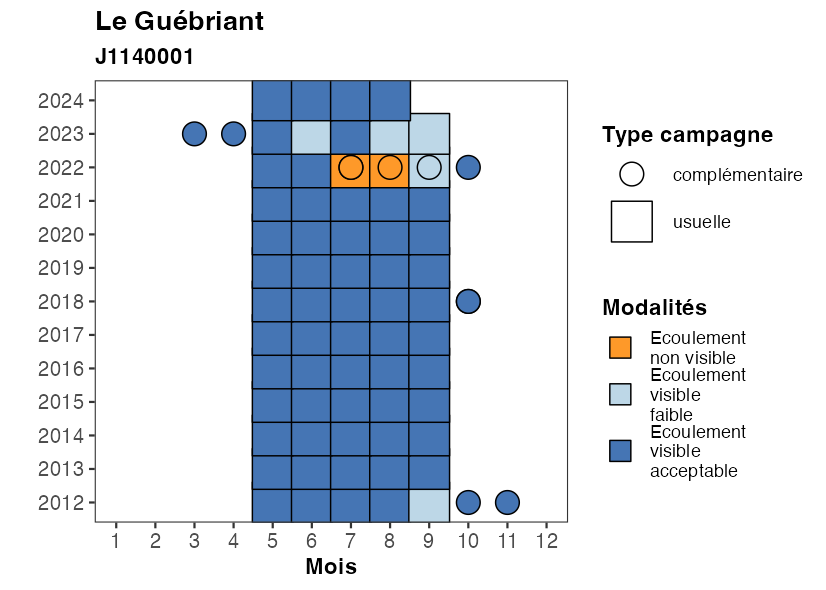 Le Guébriant
J1140001
2024
2023
2022
2021
2020
2019
2018
2017
2016
2015
2014
2013
2012
1 2 3 4 5 6 7 8 9 10 11 12
Mois
Type campagne
complémentaire
usuelle
Modalités
Ecoulement
non visible
Ecoulement
visible
faible
Ecoulement
visible
acceptable